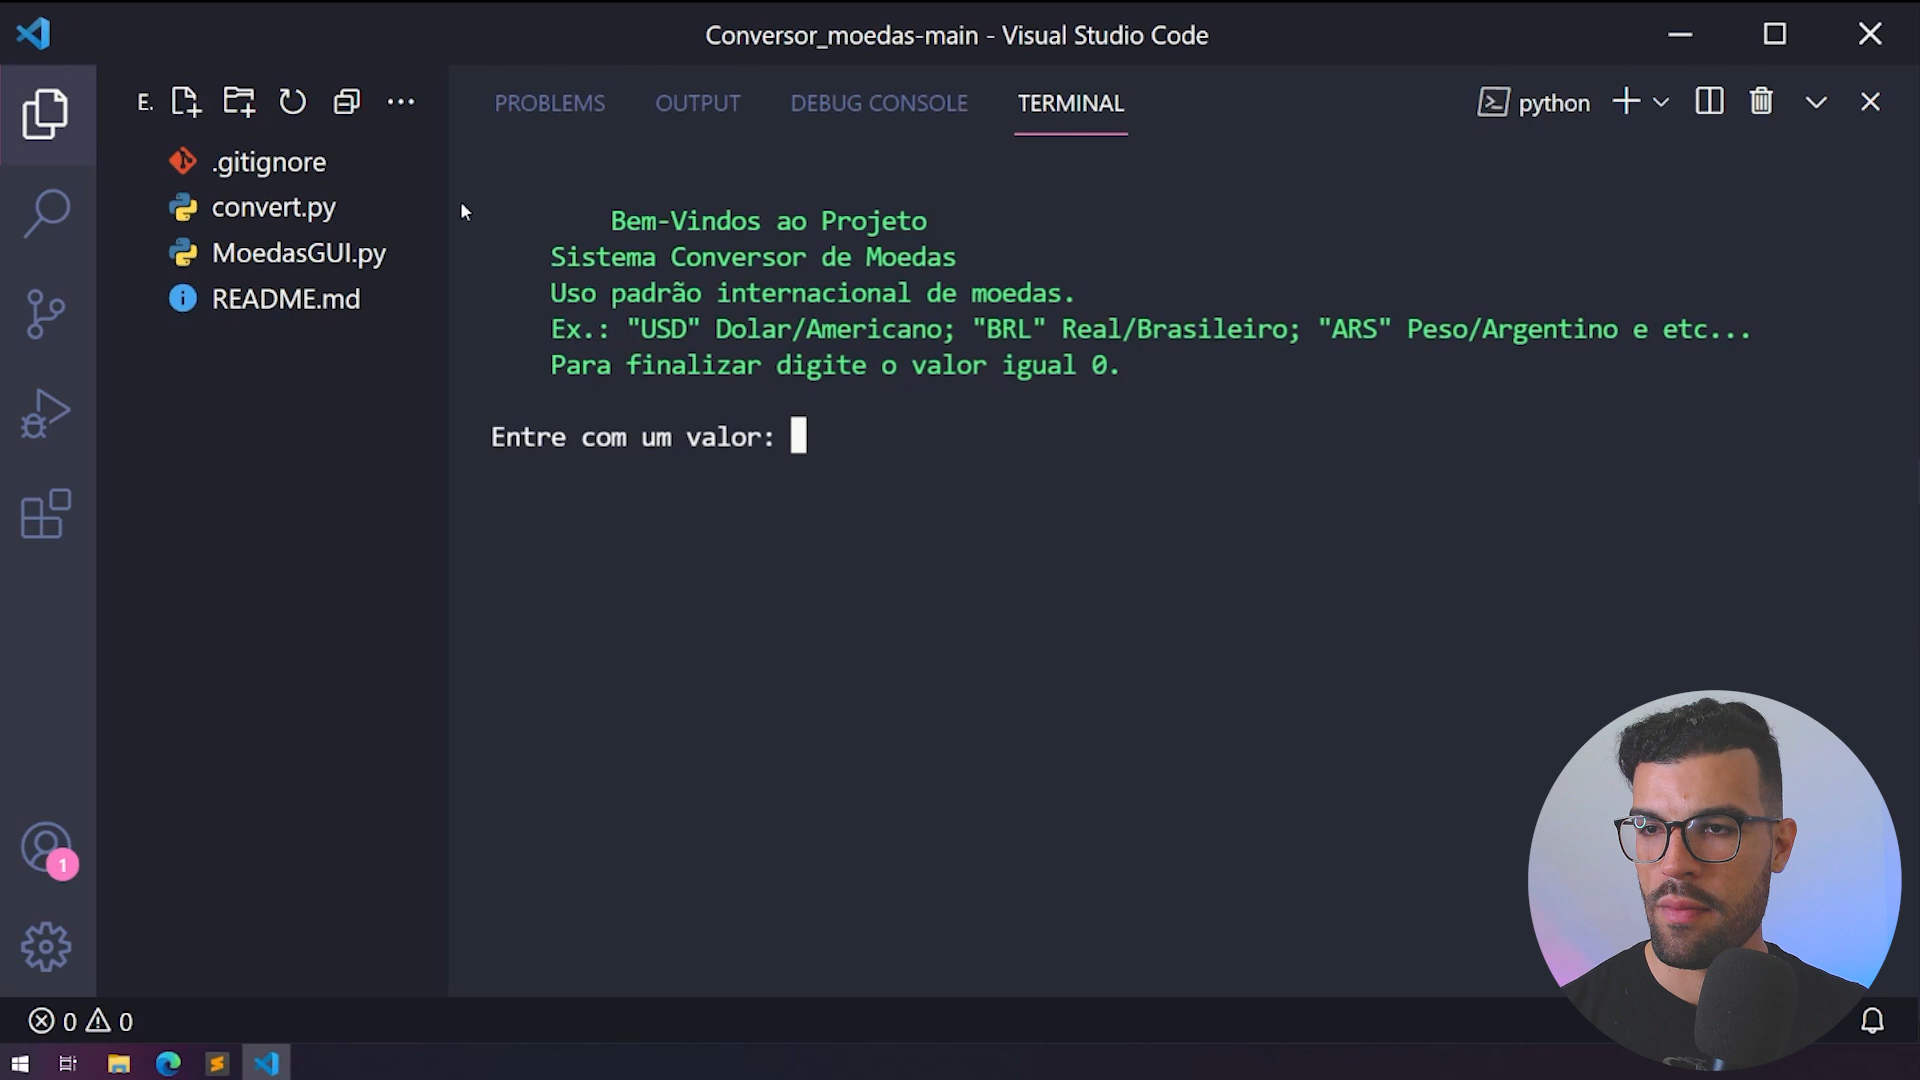 Conversor_moedas-main - Visual Studio Code
E.
PROBLEMS OUTPUT DEBUG CONSOLE TERMINAL
python
.gitignore
convert.py
MoedasGUI.py
README.md
Bem-Vindos ao Projeto
Sistema Conversor de Moedas
Uso padrão internacional de moedas.
Ex.: "USD" Dolar/Americano; "BRL" Real/Brasileiro; "ARS" Peso/Argentino e etc...
Para finalizar digite o valor igual 0.
Entre com um valor:
1
0 0